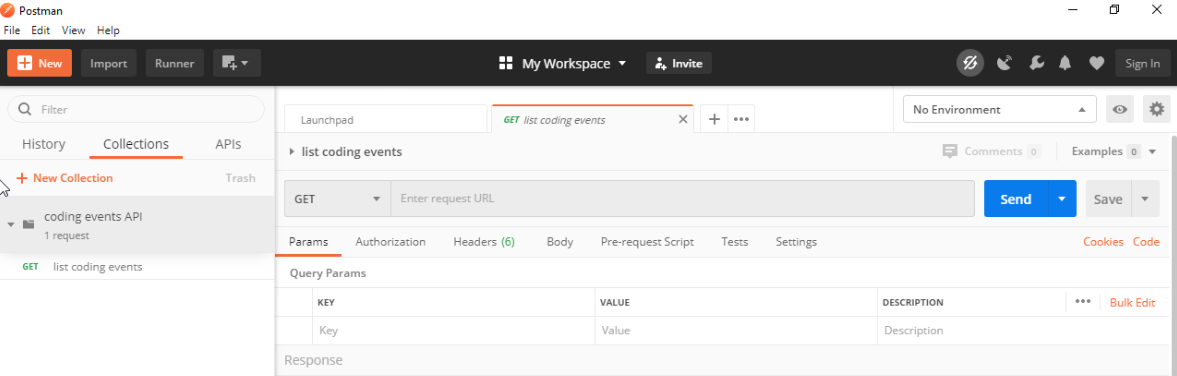 Postman
File Edit View Help
New Import Runner My Workspace Invite Sign In
Filter
History Collections APIs
+ New Collection Trash
coding events API
1 request
GET list coding events
Launchpad GET list coding events No Environment
list coding events Comments 0 Examples 0
GET Enter request URL Send Save
Params Authorization Headers (6) Body Pre-request Script Tests Settings Cookies Code
Query Params
KEY VALUE DESCRIPTION ••• Bulk Edit
Key Value Description
Response